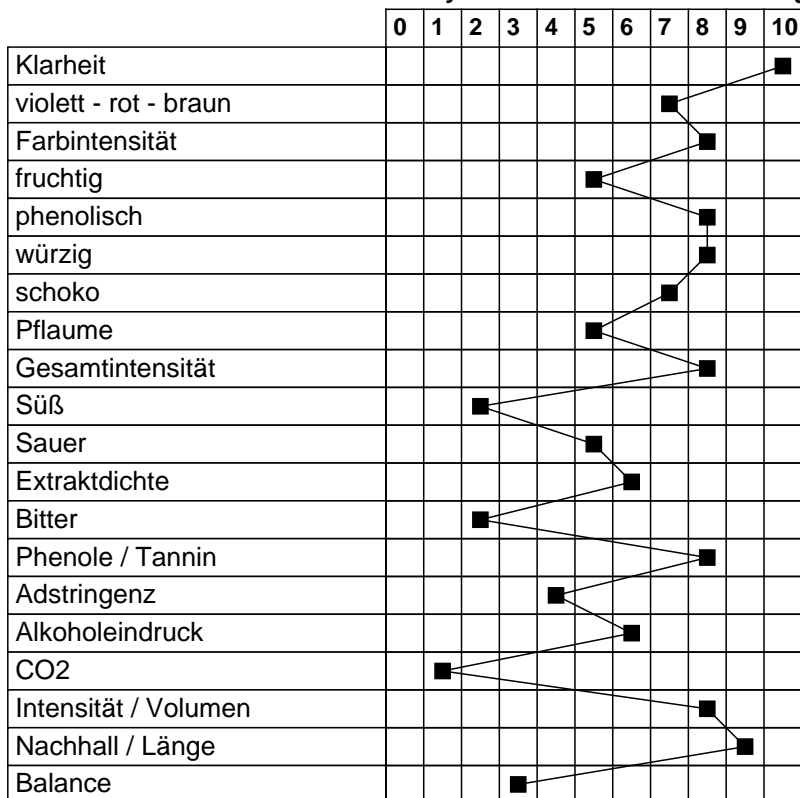 0 1 2 3 4 5 6 7 8 9 10
Klarheit
violett - rot - braun
Farbintensität
fruchtig
phenolisch
würzig
schoko
Pflaume
Gesamtintensität
Süß
Sauer
Extraktdichte
Bitter
Phenole / Tannin
Adstringenz
Alkoholeindruck
CO2
Intensität / Volumen
Nachhall / Länge
Balance